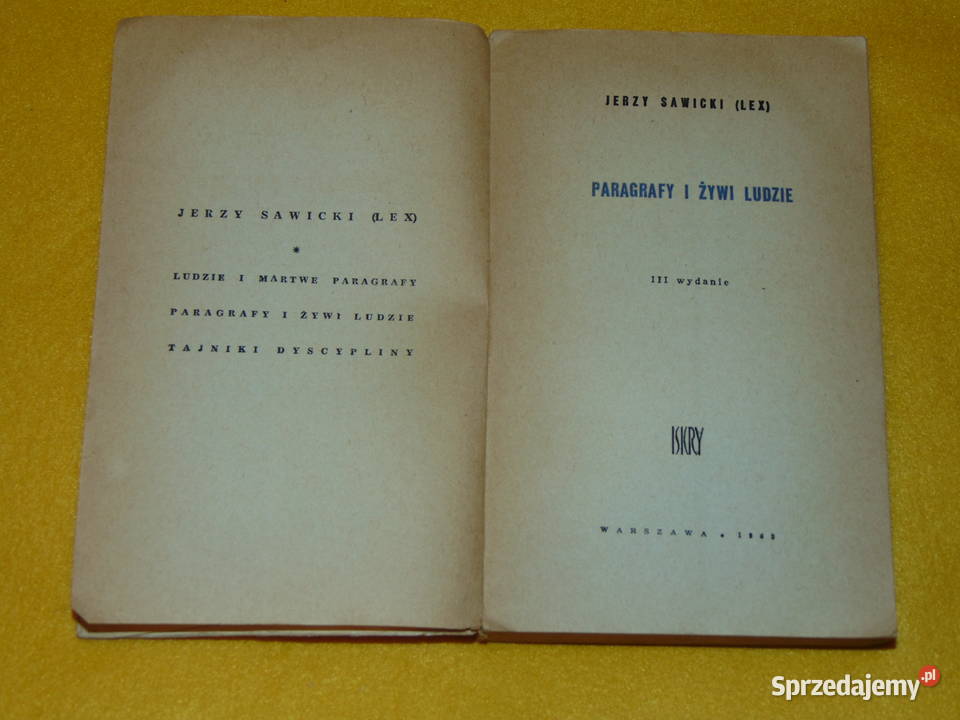 JERZY SAWICKI (LEX)
*
LUDZIE I MARTWE PARAGRAFY
PARAGRAFY I ŻYWI LUDZIE
TAJNIKI DYSCYPLINY
JERZY SAWICKI (LEX)
PARAGRAFY I ŻYWI LUDZIE
III wydanie
ISKRY
WARSZAWA •
Sprzedajemy.pl